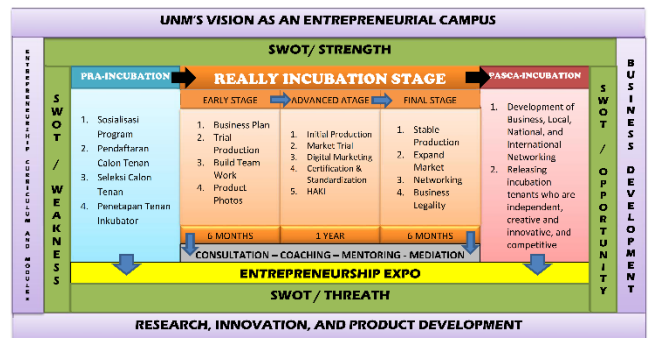 UNM'S VISION AS AN ENTREPRENEURIAL CAMPUS
ENTREPRENEURSHIP CURRICULUM AND MODULES
SWOT/ STRENGTH
SWOT / WEAKNESS
PRA-INCUBATION
1. Sosialisasi
Program
2. Pendaftaran
Calon Tenan
3. Seleksi Calon
Tenan
4. Penetapan Tenan
Inkubator
REALLY INCUBATION STAGE
EARLY STAGE
1. Business Plan
2. Trial
Production
3. Build Team
Work
4. Product
Photos
6 MONTHS
ADVANCED ATAGE
1. Initial Production
2. Market Trial
3. Digital Marketing
4. Certification &
Standardization
5. HAKI
1 YEAR
FINAL STAGE
1. Stable
Production
2. Expand
Market
3. Networking
4. Business
Legality
6 MONTHS
CONSULTATION – COACHING – MENTORING - MEDIATION
PASCA-INCUBATION
1. Development of
Business, Local,
National, and
International
Networking
2. Releasing
incubation
tenants who are
independent,
creative and
innovative, and
competitive
SWOT / OPPORTUNITY
BUSINESS DEVELOPMENT
ENTREPRENEURSHIP EXPO
SWOT / THREATH
RESEARCH, INNOVATION, AND PRODUCT DEVELOPMENT